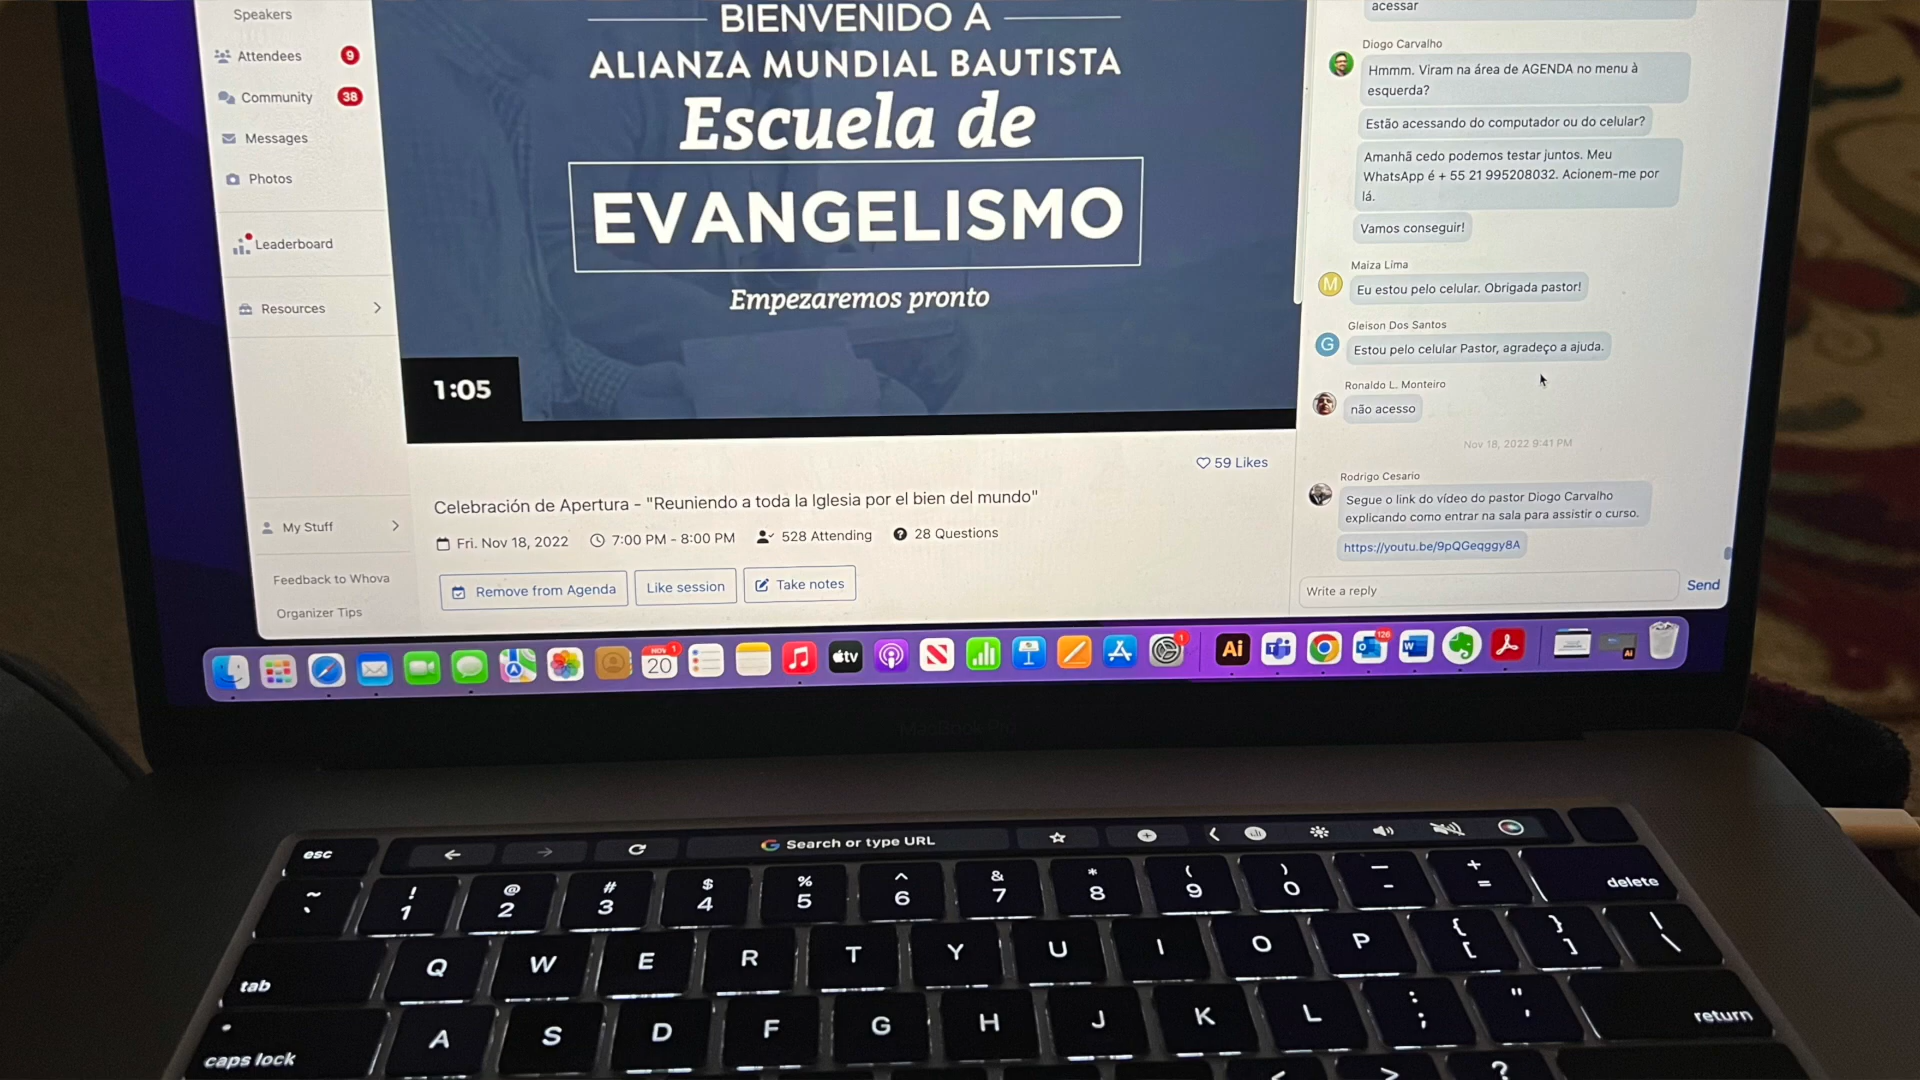 Speakers
Attendees
9
Community
38
Messages
Photos
Leaderboard
Resources
My Stuff
Feedback to Whova
Organizer Tips
BIENVENIDO A
ALIANZA MUNDIAL BAUTISTA
Escuela de
EVANGELISMO
Empezaremos pronto
1:05
59 Likes
Celebración de Apertura - "Reuniendo a toda la Iglesia por el bien del mundo"
Fri. Nov 18, 2022
7:00 PM - 8:00 PM
528 Attending
28 Questions
Remove from Agenda
Like session
Take notes
acessar
Diogo Carvalho
Hmmm. Viram na área de AGENDA no menu à
esquerda?
Estão acessando do computador ou do celular?
Amanhã cedo podemos testar juntos. Meu
WhatsApp é + 55 21 995208032. Acionem-me por
lá.
Vamos conseguir!
Maiza Lima
M
Eu estou pelo celular. Obrigada pastor!
Gleison Dos Santos
G
Estou pelo celular Pastor, agradeço a ajuda.
Ronaldo L. Monteiro
não acesso
Nov 18, 2022 9:41 PM
Rodrigo Cesario
Segue o link do vídeo do pastor Diogo Carvalho
explicando como entrar na sala para assistir o curso.
https://youtu.be/9pQGeqggy8A
Write a reply
Send
NOV
1
20
tv
1
Ai
T
126
O
W
Ai
MacBook Pro
esc
G Search or type URL
~ ! @ # $ % ^ & * ( ) — +
` 1 2 3 4 5 6 7 8 9 0 - = delete
tab Q W E R T Y U I O P { [ } ] | \
caps lock A S D F G H J K L : ; " ' return
< > ?